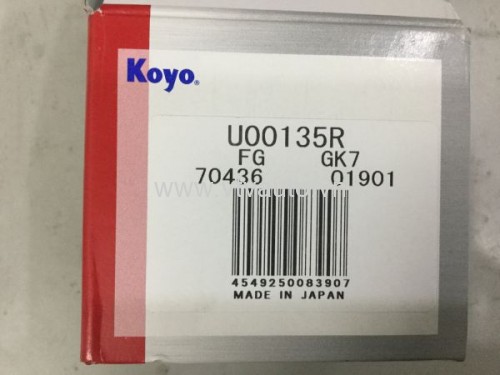 Koyo®
U00135R
FG GK7
70436 01901
4549250083907
MADE IN JAPAN